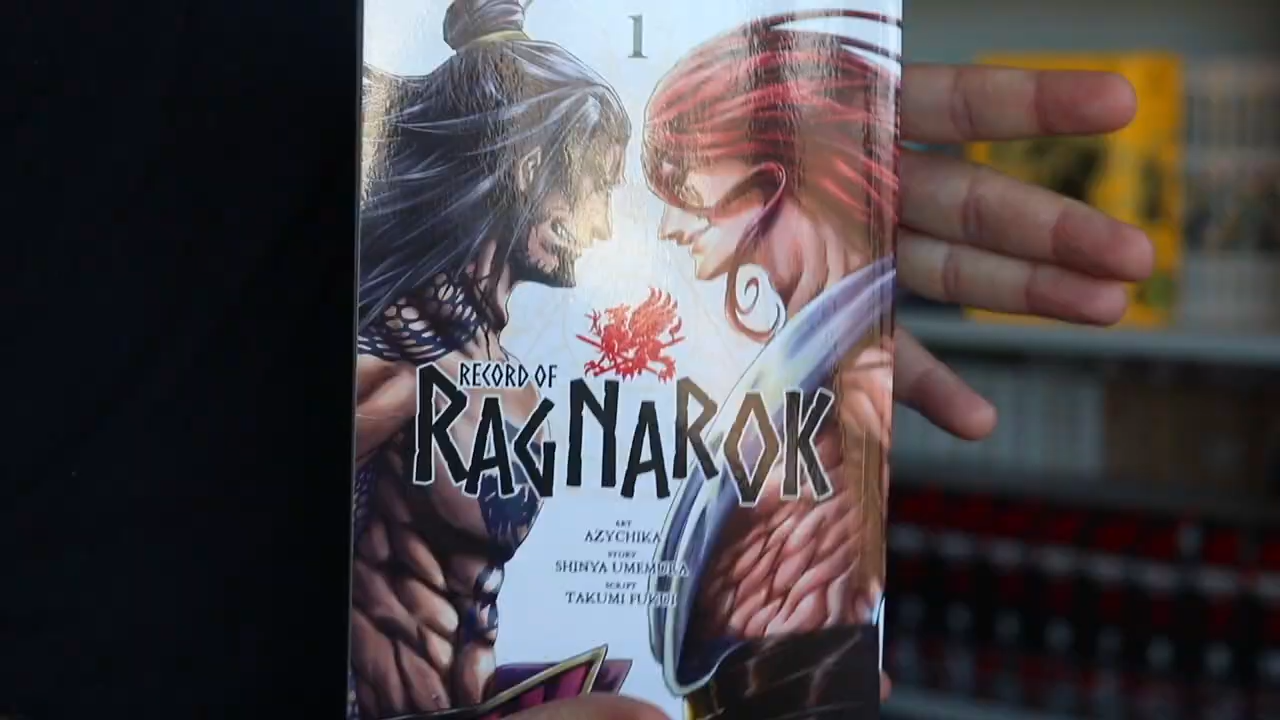 1
RECORD OF
RAGNAROK
ART
AZYCHIKA
STORY
SHINYA UMEMURA
SCRIPT
TAKUMI FUKUI